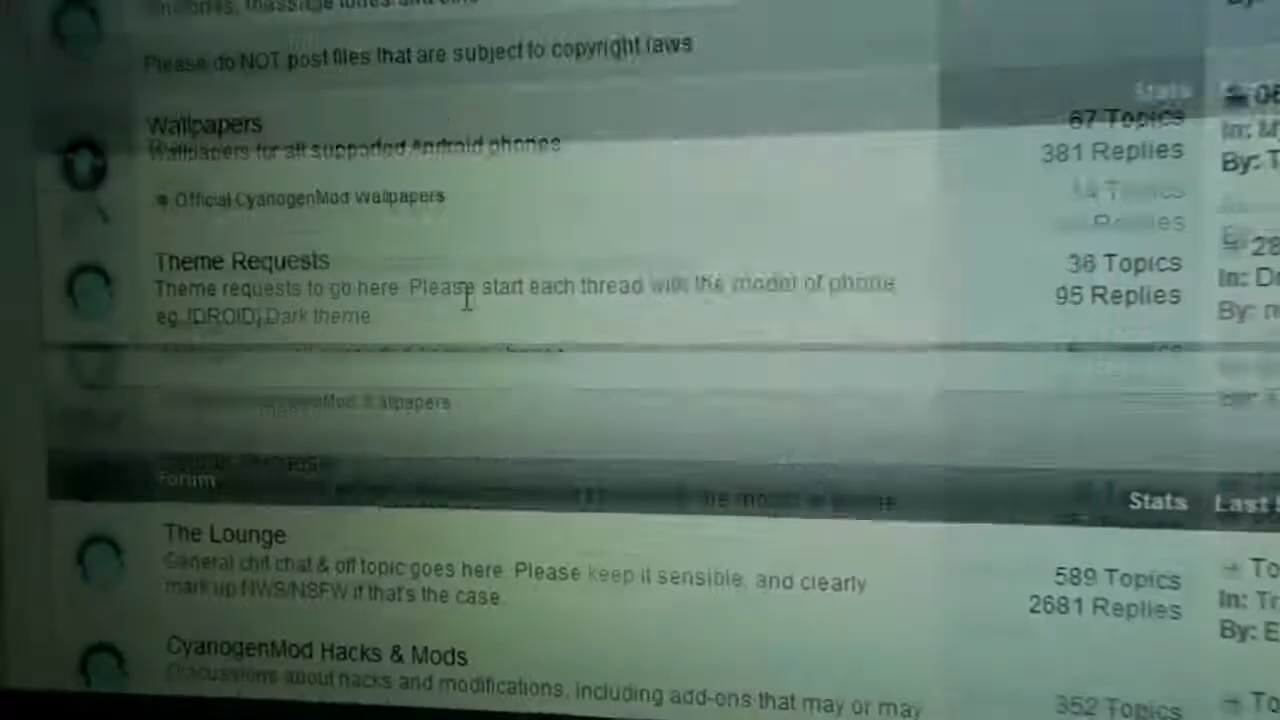 Please do NOT post files that are subject to copyright laws
Stats
Wallpapers
67 Topics
Wallpapers for all supported Android phones
381 Replies
Official CyanogenMod Wallpapers
14 Topics
Replies
Theme Requests
36 Topics
Theme requests to go here. Please start each thread with the model of phone
95 Replies
eg. [DROID] Dark theme
Forum
Stats
Last
The Lounge
General chit chat & off topic goes here. Please keep it sensible, and clearly
589 Topics
mark up NWS/NSFW if that's the case.
2681 Replies
In:
By:
CyanogenMod Hacks & Mods
Discussions about hacks and modifications, including add-ons that may or may
352 Topics